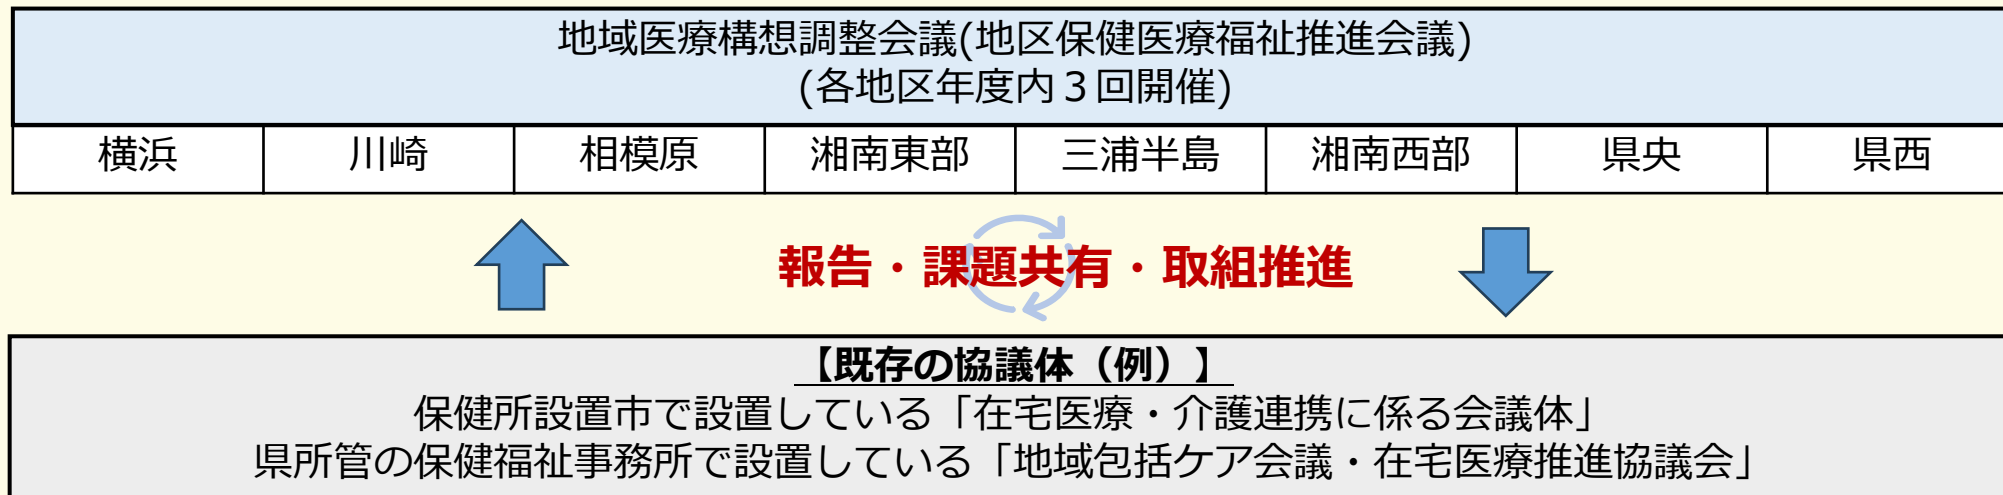 地域医療構想調整会議(地区保健医療福祉推進会議)
(各地区年度内３回開催)
横浜 川崎 相模原 湘南東部 三浦半島 湘南西部 県央 県西
報告・課題共有・取組推進
【既存の協議体（例）】
保健所設置市で設置している「在宅医療・介護連携に係る会議体」
県所管の保健福祉事務所で設置している「地域包括ケア会議・在宅医療推進協議会」